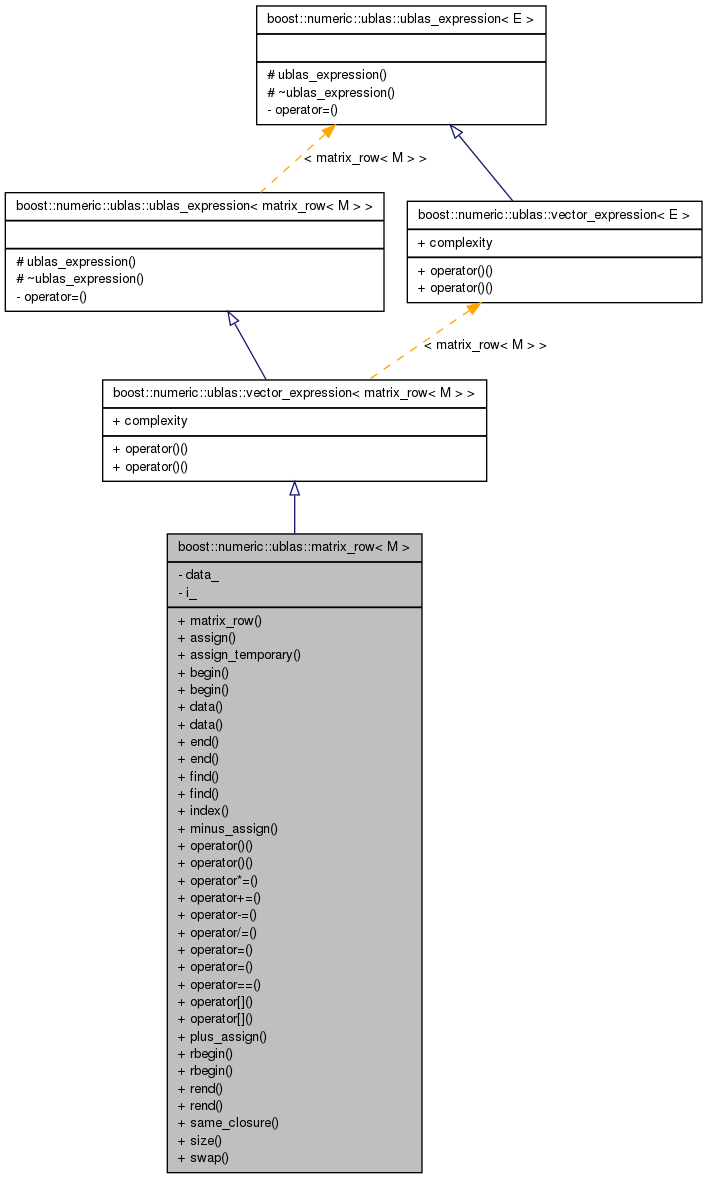 boost::numeric::ublas::ublas_expression< E >
# ublas_expression()
# ~ublas_expression()
- operator=()
< matrix_row< M > >
boost::numeric::ublas::ublas_expression< matrix_row< M > >
# ublas_expression()
# ~ublas_expression()
- operator=()
boost::numeric::ublas::vector_expression< E >
+ complexity
+ operator()()
+ operator()()
< matrix_row< M > >
boost::numeric::ublas::vector_expression< matrix_row< M > >
+ complexity
+ operator()()
+ operator()()
boost::numeric::ublas::matrix_row< M >
- data_
- i_
+ matrix_row()
+ assign()
+ assign_temporary()
+ begin()
+ begin()
+ data()
+ data()
+ end()
+ end()
+ find()
+ find()
+ index()
+ minus_assign()
+ operator()()
+ operator()()
+ operator*=()
+ operator+=()
+ operator-=()
+ operator/=()
+ operator=()
+ operator=()
+ operator==()
+ operator[]()
+ operator[]()
+ plus_assign()
+ rbegin()
+ rbegin()
+ rend()
+ rend()
+ same_closure()
+ size()
+ swap()